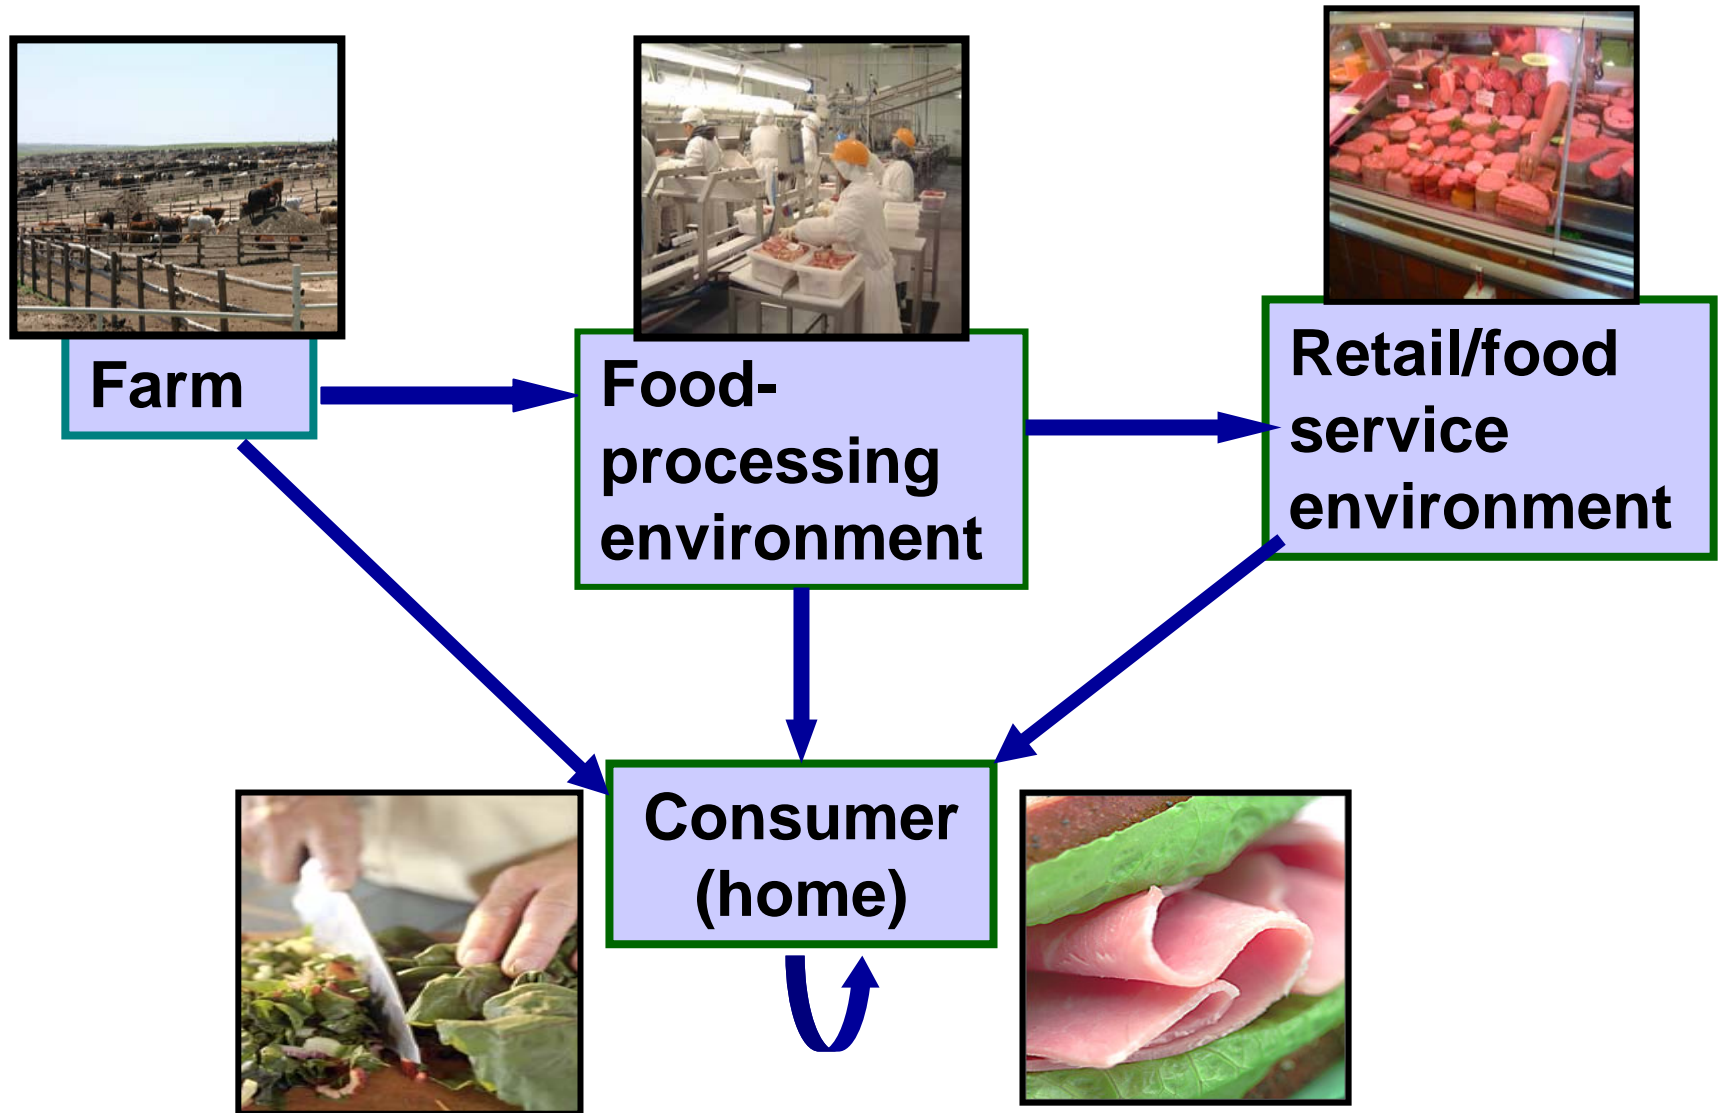 Farm
Food-
processing
environment
Retail/food
service
environment
Consumer
(home)